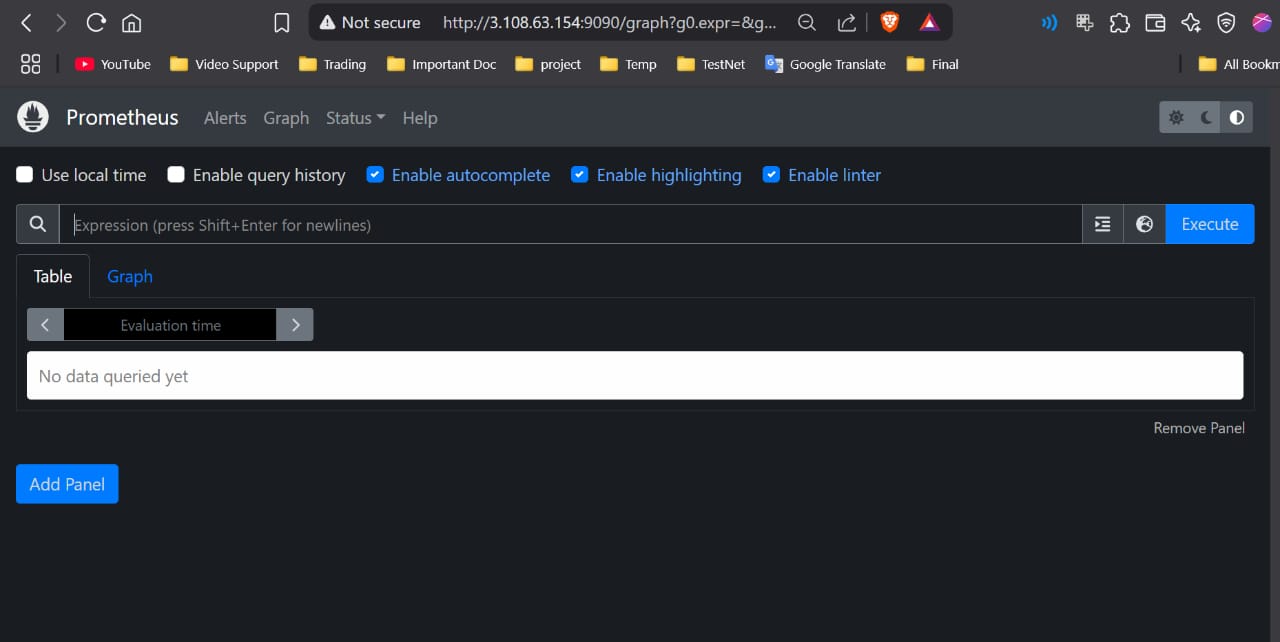 Not secure http://3.108.63.154:9090/graph?g0.expr=&g...
YouTube Video Support Trading Important Doc project Temp TestNet Google Translate Final All Bookm
Prometheus Alerts Graph Status Help
Use local time Enable query history Enable autocomplete Enable highlighting Enable linter
Expression (press Shift+Enter for newlines) Execute
Table Graph
Evaluation time
No data queried yet
Remove Panel
Add Panel